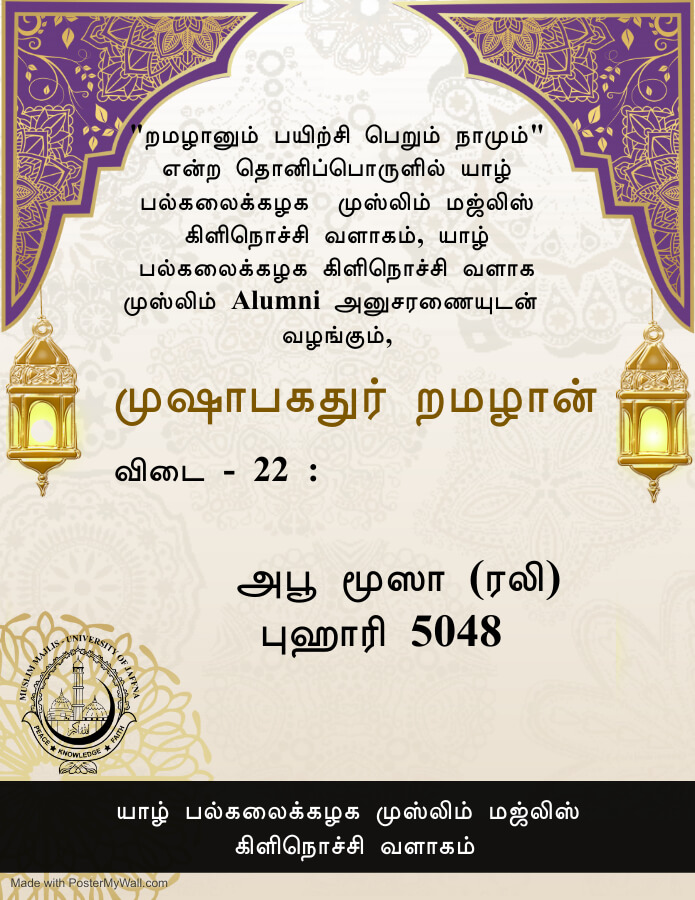 "றமழானும் பயிற்சி பெறும் நாமும்"
என்ற தொனிப்பொருளில் யாழ்
பல்கலைக்கழக முஸ்லிம் மஜ்லிஸ்
கிளிநொச்சி வளாகம், யாழ்
பல்கலைக்கழக கிளிநொச்சி வளாக
முஸ்லிம் Alumni அனுசரணையுடன்
வழங்கும்,
முஷாபகதுர் றமழான்
விடை - 22 :
அபூ மூஸா (ரலி)
புஹாரி 5048
MUSLIM MAJLIS - UNIVERSITY OF JAFFNA
PEACE ★ KNOWLEDGE ★ FAITH
யாழ் பல்கலைக்கழக முஸ்லிம் மஜ்லிஸ்
கிளிநொச்சி வளாகம்
Made with PosterMyWall.com